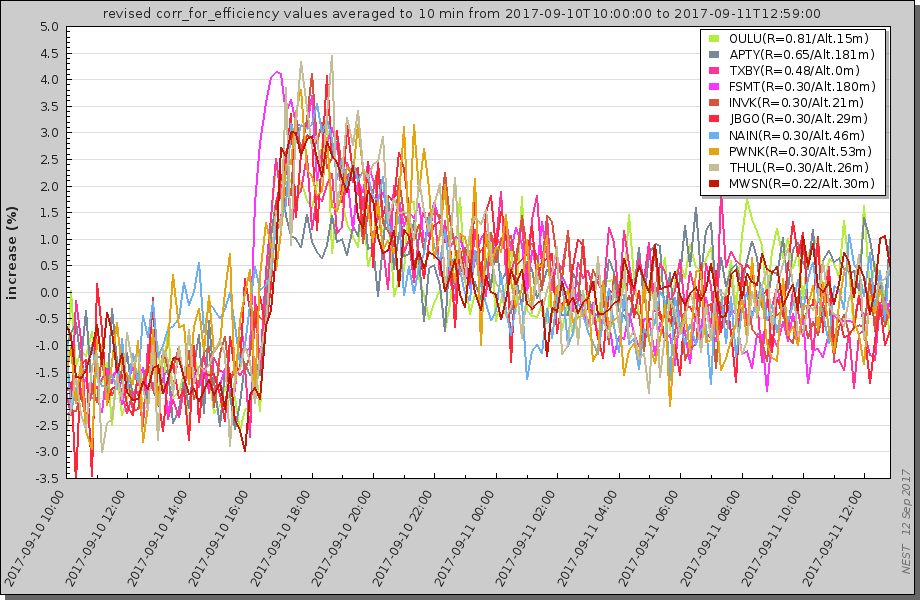 revised corr_for_efficiency values averaged to 10 min from 2017-09-10T10:00:00 to 2017-09-11T12:59:00
OULU(R=0.81/Alt.15m)
APTY(R=0.65/Alt.181m)
TXBY(R=0.48/Alt.0m)
FSMT(R=0.30/Alt.180m)
INVK(R=0.30/Alt.21m)
JBGO(R=0.30/Alt.29m)
NAIN(R=0.30/Alt.46m)
PWNK(R=0.30/Alt.53m)
THUL(R=0.30/Alt.26m)
MWSN(R=0.22/Alt.30m)
increase (%)
5.0
4.5
4.0
3.5
3.0
2.5
2.0
1.5
1.0
0.5
0.0
-0.5
-1.0
-1.5
-2.0
-2.5
-3.0
-3.5
2017-09-10 10:00
2017-09-10 12:00
2017-09-10 14:00
2017-09-10 16:00
2017-09-10 18:00
2017-09-10 20:00
2017-09-10 22:00
2017-09-11 00:00
2017-09-11 02:00
2017-09-11 04:00
2017-09-11 06:00
2017-09-11 08:00
2017-09-11 10:00
2017-09-11 12:00
NEST 12 Sep 2017